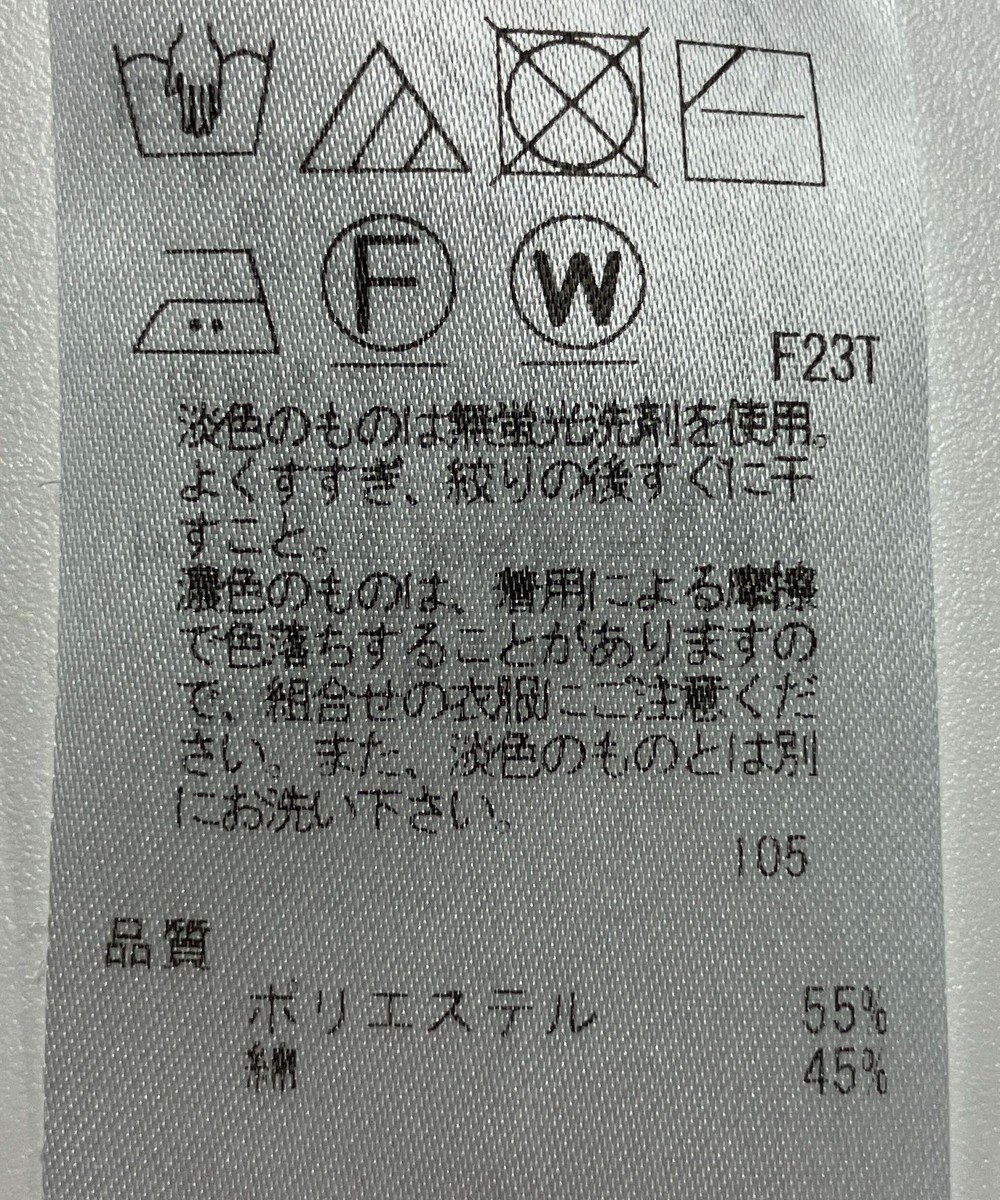 F
W
F23T
淡色のものは無蛍光洗剤を使用。
よくすすぎ、絞りの後すぐに干
すこと。
濃色のものは、着用による摩擦
で色落ちすることがありますの
で、組合せの衣服にご注意くだ
さい。また、淡色のものとは別
にお洗い下さい。
105
品質
ポリエステル 55%
綿 45%